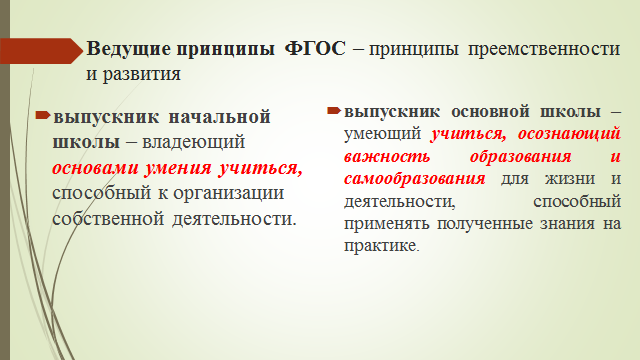 Ведущие принципы ФГОС – принципы преемственности
и развития
выпускник начальной
школы – владеющий
основами умения учиться,
способный к организации
собственной деятельности.
выпускник основной школы –
умеющий учиться, осознающий
важность образования и
самообразования для жизни и
деятельности, способный
применять полученные знания на
практике.